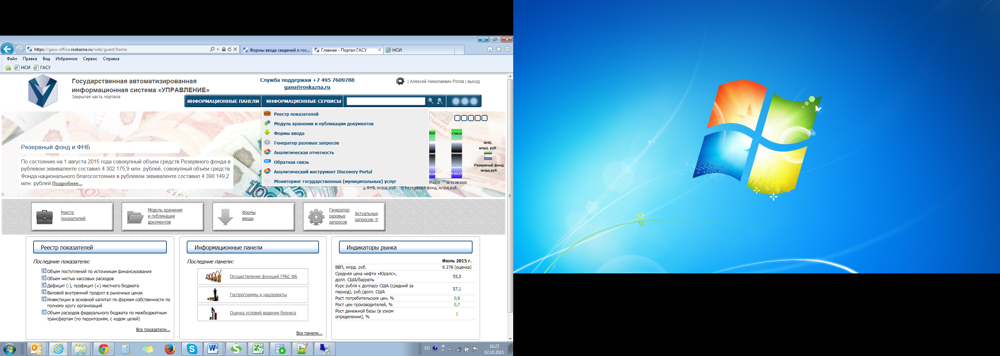 https://gasu-office.roskazna.ru/web/guest/home
Формы ввода сведений о гос...
Главная - Портал ГАСУ
НСИ
Файл Правка Вид Избранное Сервис Справка
НСИ ГАСУ
Государственная автоматизированная
информационная система «УПРАВЛЕНИЕ»
Закрытая часть портала
Служба поддержки +7 495 7609788
gasu@roskazna.ru
| Алексей Николаевич Рогов | выход
ИНФОРМАЦИОННЫЕ ПАНЕЛИ ИНФОРМАЦИОННЫЕ СЕРВИСЫ
Реестр показателей
Модуль хранения и публикации документов
Формы ввода
Генератор разовых запросов
Аналитическая отчетность
Обратная связь
Аналитический инструмент Discovery Portal
Мониторинг государственных (муниципальных) услуг
Резервный фонд и ФНБ
По состоянию на 1 августа 2015 года совокупный объем средств Резервного фонда в
рублевом эквиваленте составил 4 302 175,9 млн. рублей, совокупный объем средств
Фонда национального благосостояния в рублевом эквиваленте составил 4 398 149,2
млн. рублей.Подробнее...
00,52 4 398,15
ФНБ,
млрд. руб.
Резервный фонд,
млрд.руб.
55,64 4 302,17
07.2015 на 01.08.2015
ФНБ, млрд. руб. Резервный фонд, млрд.руб.
Реестр
показателей
Модуль хранения
и публикации
документов
Формы
ввода
Генератор
разовых
запросов
Актуальных
запросов: 0
Реестр показателей
Последние показатели:
Объем поступлений по источникам финансирования
Объем чистых кассовых расходов
Дефицит (-), профицит (+) местного бюджета
Валовой внутренний продукт в рыночных ценах
Инвестиции в основной капитал по формам собственности по
полному кругу организаций
Объем расходов федерального бюджета по межбюджетным
трансфертам (по территориям, с кодом целей)
Все показатели...
Информационные панели
Последние панели:
Осуществление функций ГРБС ФБ
Госпрограммы и нацпроекты
Оценка условий ведения бизнеса
Все панели...
Индикаторы рынка
Июль 2015 г.
ВВП, млрд. руб. 6 278 (оценка)
Средняя цена нефти «Юралс»,
долл. США/баррель 55,5
Курс рубля к доллару США (средний за
период), руб./долл. США 57,1
Рост потребительских цен, % 0,8
Рост цен производителей, % 0,7
Рост денежной базы (в узком
определении), % 1
EN
16:27
02.10.2015